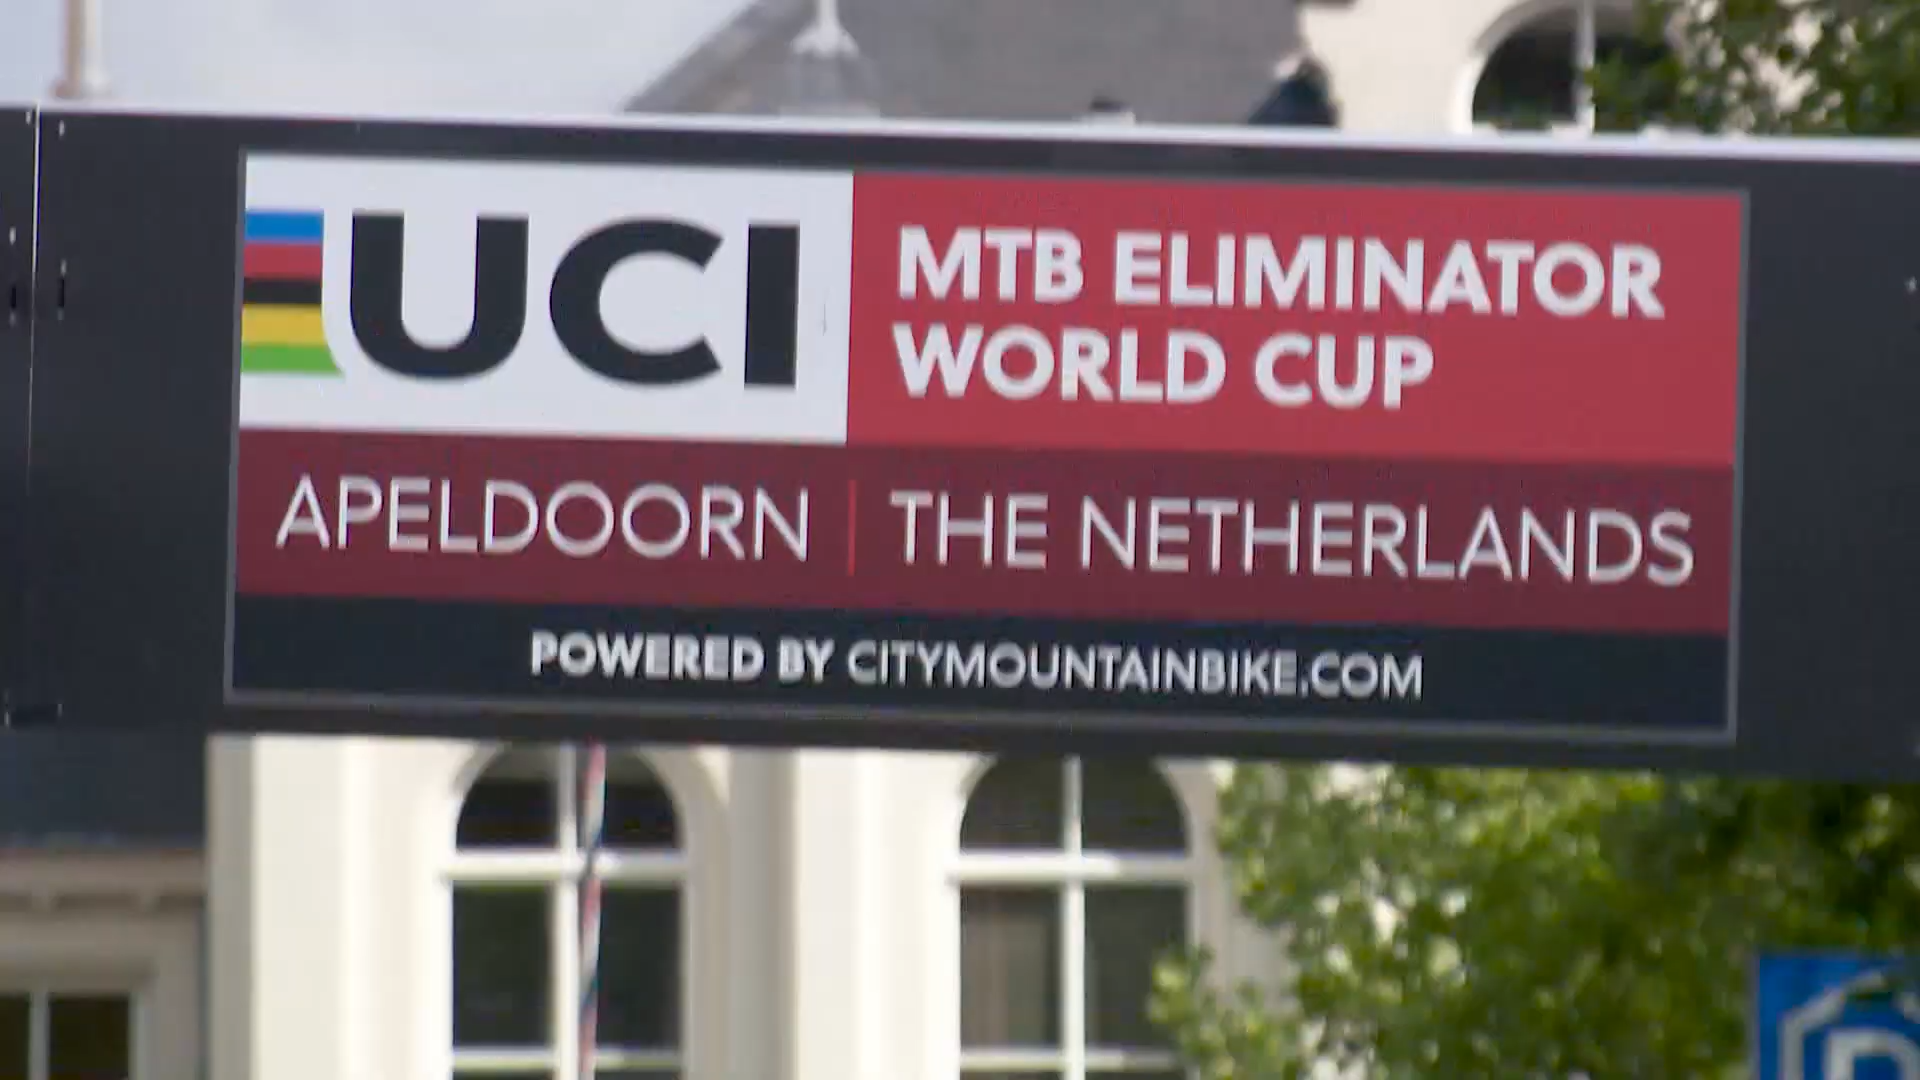 UCI
MTB ELIMINATOR
WORLD CUP
APELDOORN | THE NETHERLANDS
POWERED BY CITYMOUNTAINBIKE.COM